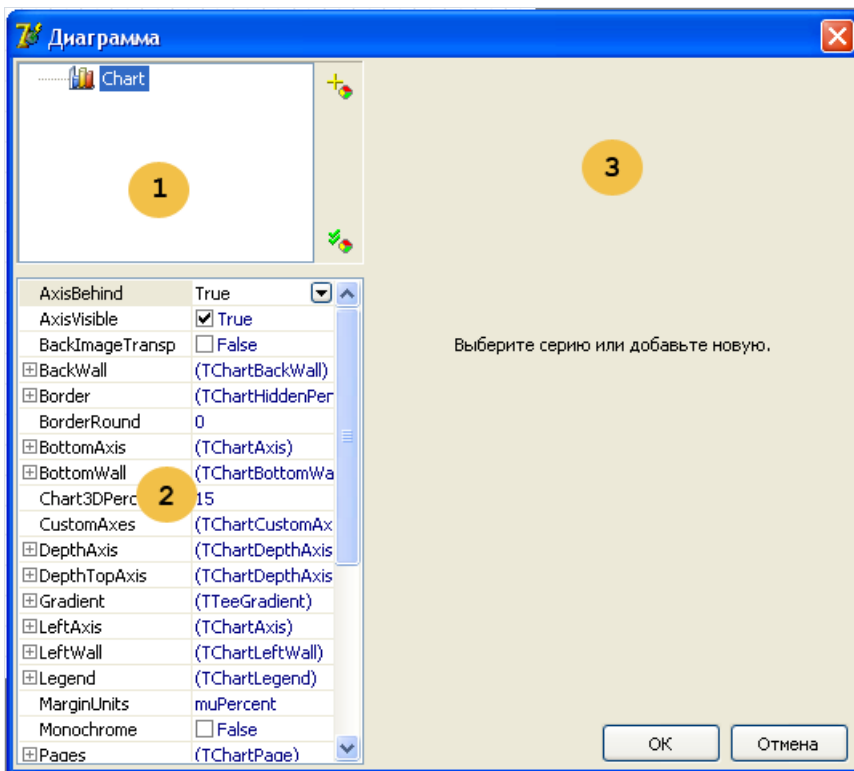 Диаграмма
Chart
1
3
AxisBehind True
AxisVisible True
BackImageTransp False
BackWall (TChartBackWall)
Выберите серию или добавьте новую.
Border (TChartHiddenPer
BorderRound 0
BottomAxis (TChartAxis)
BottomWall (TChartBottomWa
Chart3DPerc 2 15
CustomAxes (TChartCustomAx
DepthAxis (TChartDepthAxis
DepthTopAxis (TChartDepthAxis
Gradient (TTeeGradient)
LeftAxis (TChartAxis)
LeftWall (TChartLeftWall)
Legend (TChartLegend)
MarginUnits muPercent
Monochrome False
Pages (TChartPage)
ОК Отмена